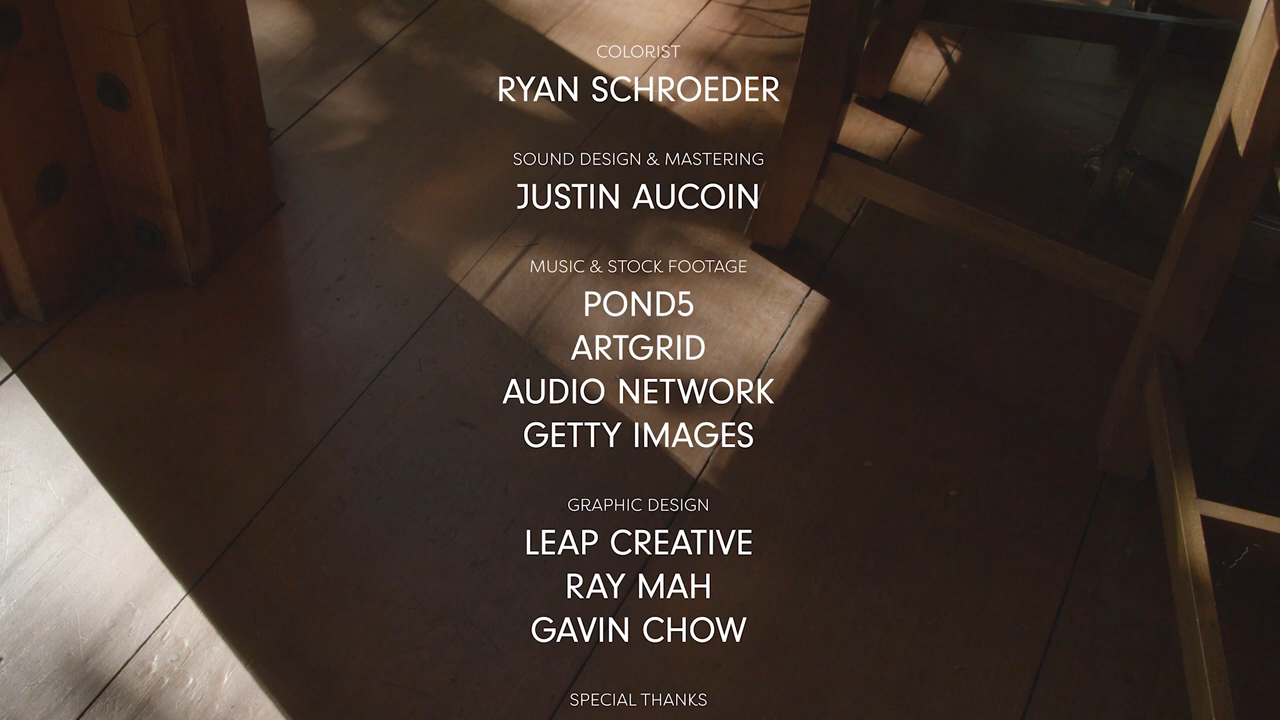 COLORIST
RYAN SCHROEDER
SOUND DESIGN & MASTERING
JUSTIN AUCOIN
MUSIC & STOCK FOOTAGE
POND5
ARTGRID
AUDIO NETWORK
GETTY IMAGES
GRAPHIC DESIGN
LEAP CREATIVE
RAY MAH
GAVIN CHOW
SPECIAL THANKS